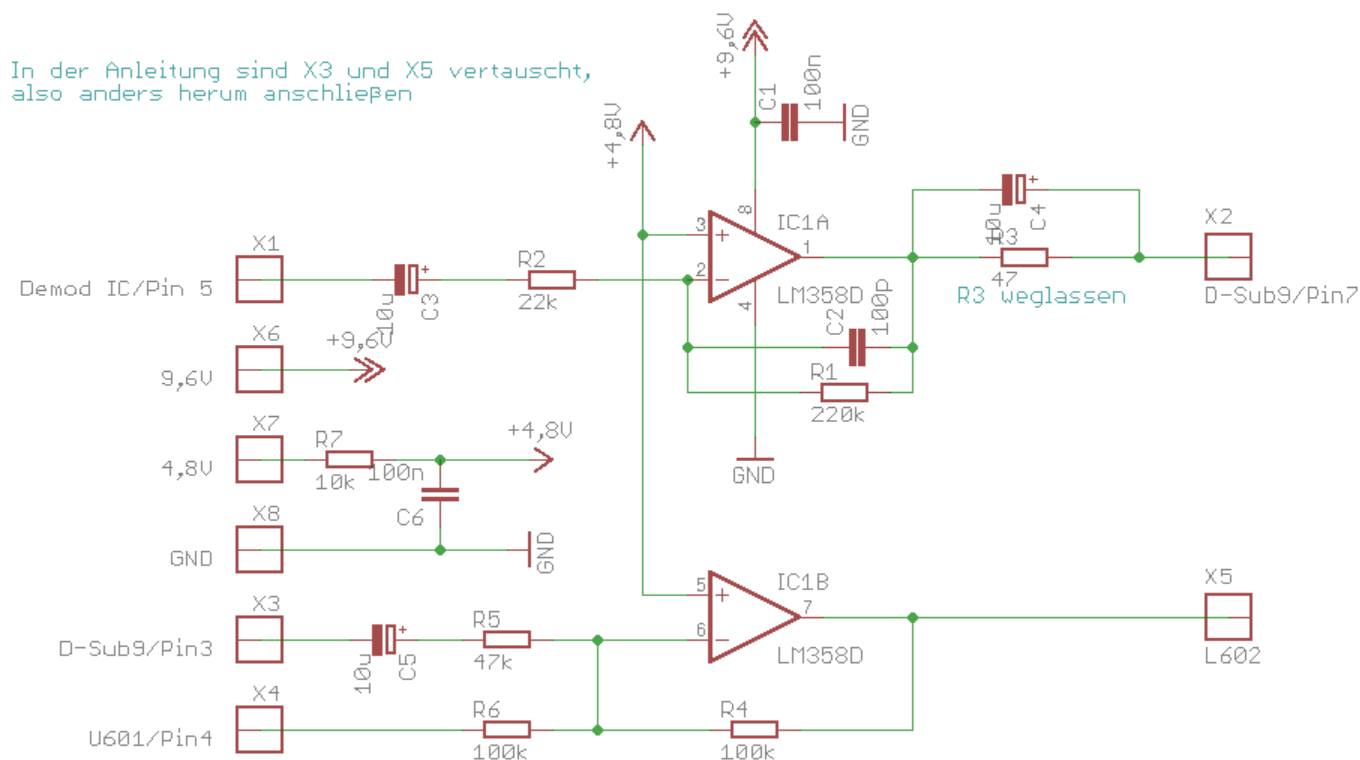 In der Anleitung sind X3 und X5 vertauscht,
also anders herum anschließen
+9,6V
C1
100n
GND
+4,8V
8
IC1A
3
+
1
2
−
LM358D
4
X1
Demod IC/Pin 5
10u
+
C3
R2
22k
10u
+
C4
R3
47
R3 weglassen
X2
D-Sub9/Pin7
C2
100p
R1
220k
GND
X6
9,6V
+9,6V
X7
4,8V
R7
10k
100n
C6
+4,8V
X8
GND
GND
X3
D-Sub9/Pin3
10u
+
C5
R5
47k
5
+
6
−
7
IC1B
LM358D
X5
L602
X4
U601/Pin4
R6
100k
R4
100k